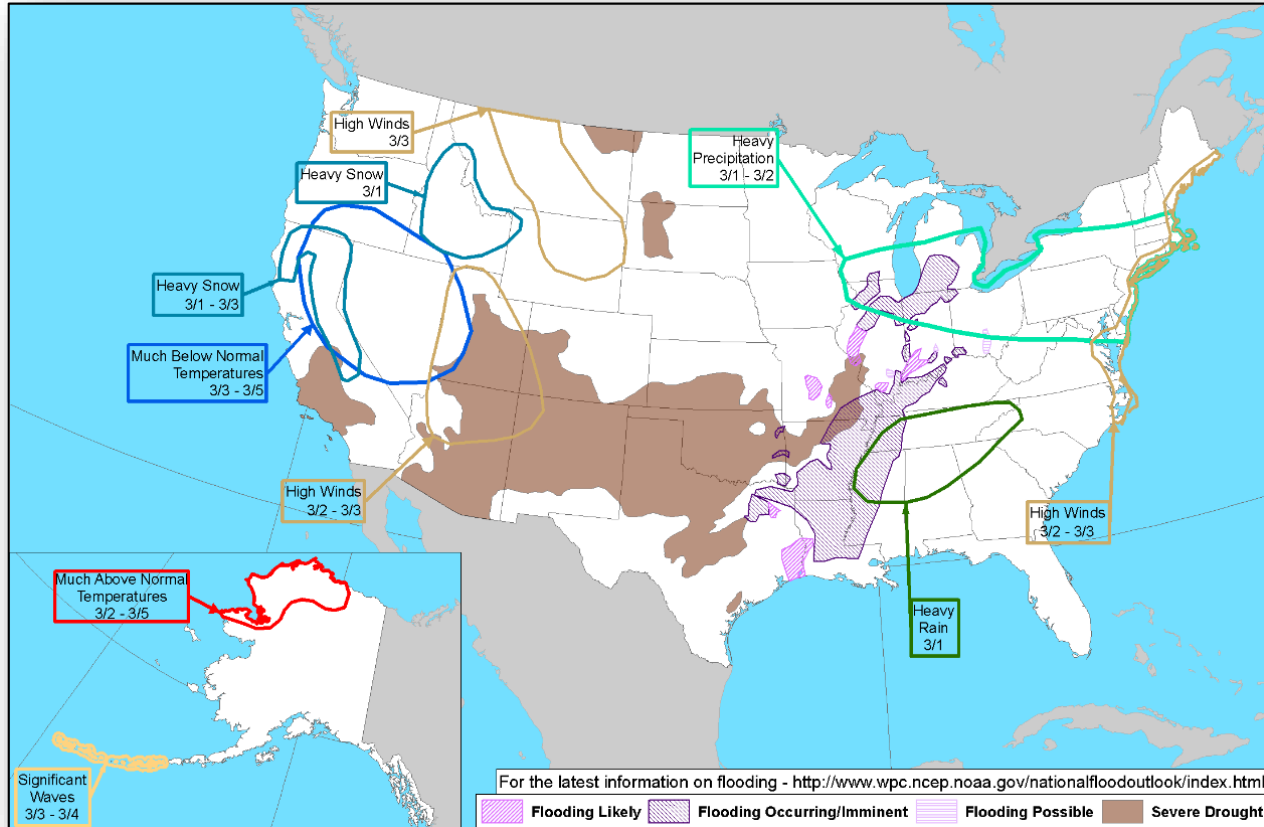 High Winds
3/3
Heavy
Precipitation
3/1 - 3/2
Heavy Snow
3/1
Heavy Snow
3/1 - 3/3
Much Below Normal
Temperatures
3/3 - 3/5
High Winds
3/2 - 3/3
High Winds
3/2 - 3/3
Much Above Normal
Temperatures
3/2 - 3/5
Heavy
Rain
3/1
Significant
Waves
3/3 - 3/4
For the latest information on flooding - http://www.wpc.ncep.noaa.gov/nationalfloodoutlook/index.html
Flooding Likely Flooding Occurring/Imminent Flooding Possible Severe Drought